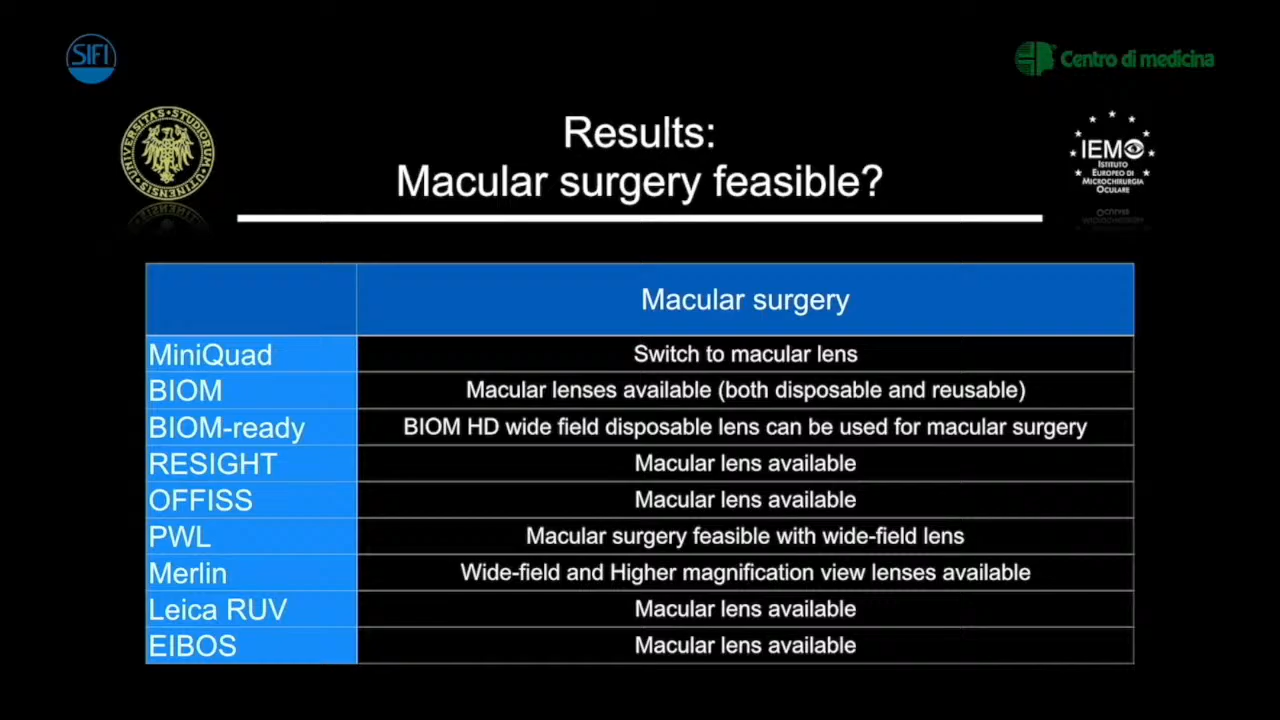 SIFI
Centro di medicina
UNIVERSITAS STUDIORUM UTINENSIS
IEMO
ISTITUTO
EUROPEO DI
MICROCHIRURGIA
OCULARE
Results:
Macular surgery feasible?
Macular surgery
MiniQuad Switch to macular lens
BIOM Macular lenses available (both disposable and reusable)
BIOM-ready BIOM HD wide field disposable lens can be used for macular surgery
RESIGHT Macular lens available
OFFISS Macular lens available
PWL Macular surgery feasible with wide-field lens
Merlin Wide-field and Higher magnification view lenses available
Leica RUV Macular lens available
EIBOS Macular lens available